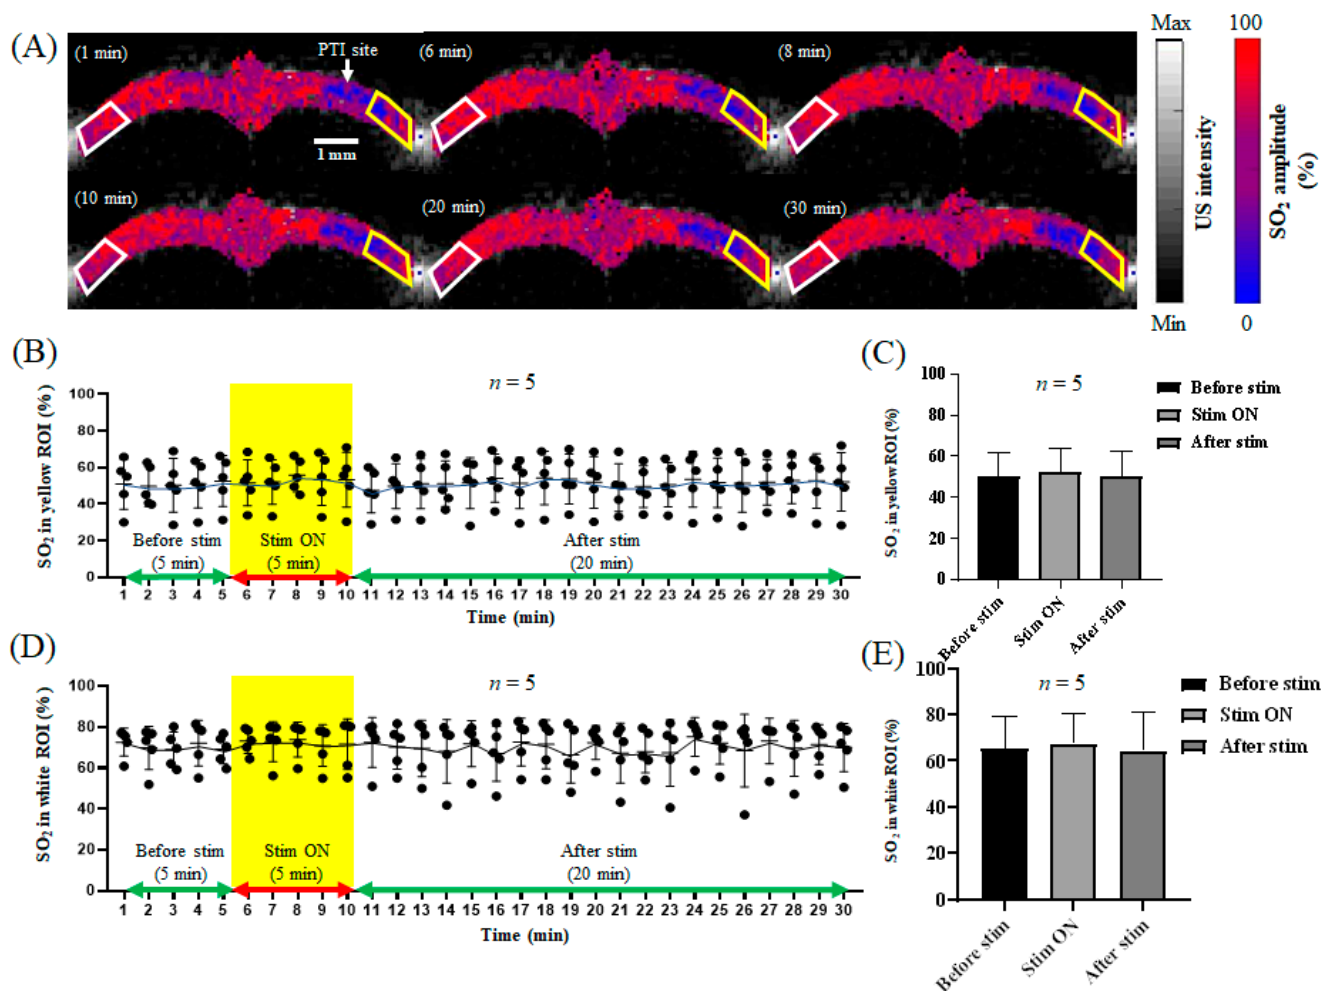 (A)
(1 min)
PTI site
(6 min)
(8 min)
1 mm
(10 min)
(20 min)
(30 min)
Max
Min
US intensity
100
0
SO₂ amplitude
(%)
(B)
n = 5
SO₂ in yellow ROI (%)
100
80
60
40
20
0
Before stim
(5 min)
Stim ON
(5 min)
After stim
(20 min)
1 2 3 4 5 6 7 8 9 10 11 12 13 14 15 16 17 18 19 20 21 22 23 24 25 26 27 28 29 30
Time (min)
(C)
n = 5
SO₂ in yellow ROI (%)
100
80
60
40
20
0
Before stim
Stim ON
After stim
Before stim
Stim ON
After stim
(D)
n = 5
SO₂ in white ROI (%)
100
80
60
40
20
0
Before stim
(5 min)
Stim ON
(5 min)
After stim
(20 min)
1 2 3 4 5 6 7 8 9 10 11 12 13 14 15 16 17 18 19 20 21 22 23 24 25 26 27 28 29 30
Time (min)
(E)
n = 5
SO₂ in white ROI (%)
100
80
60
40
20
0
Before stim
Stim ON
After stim
Before stim
Stim ON
After stim